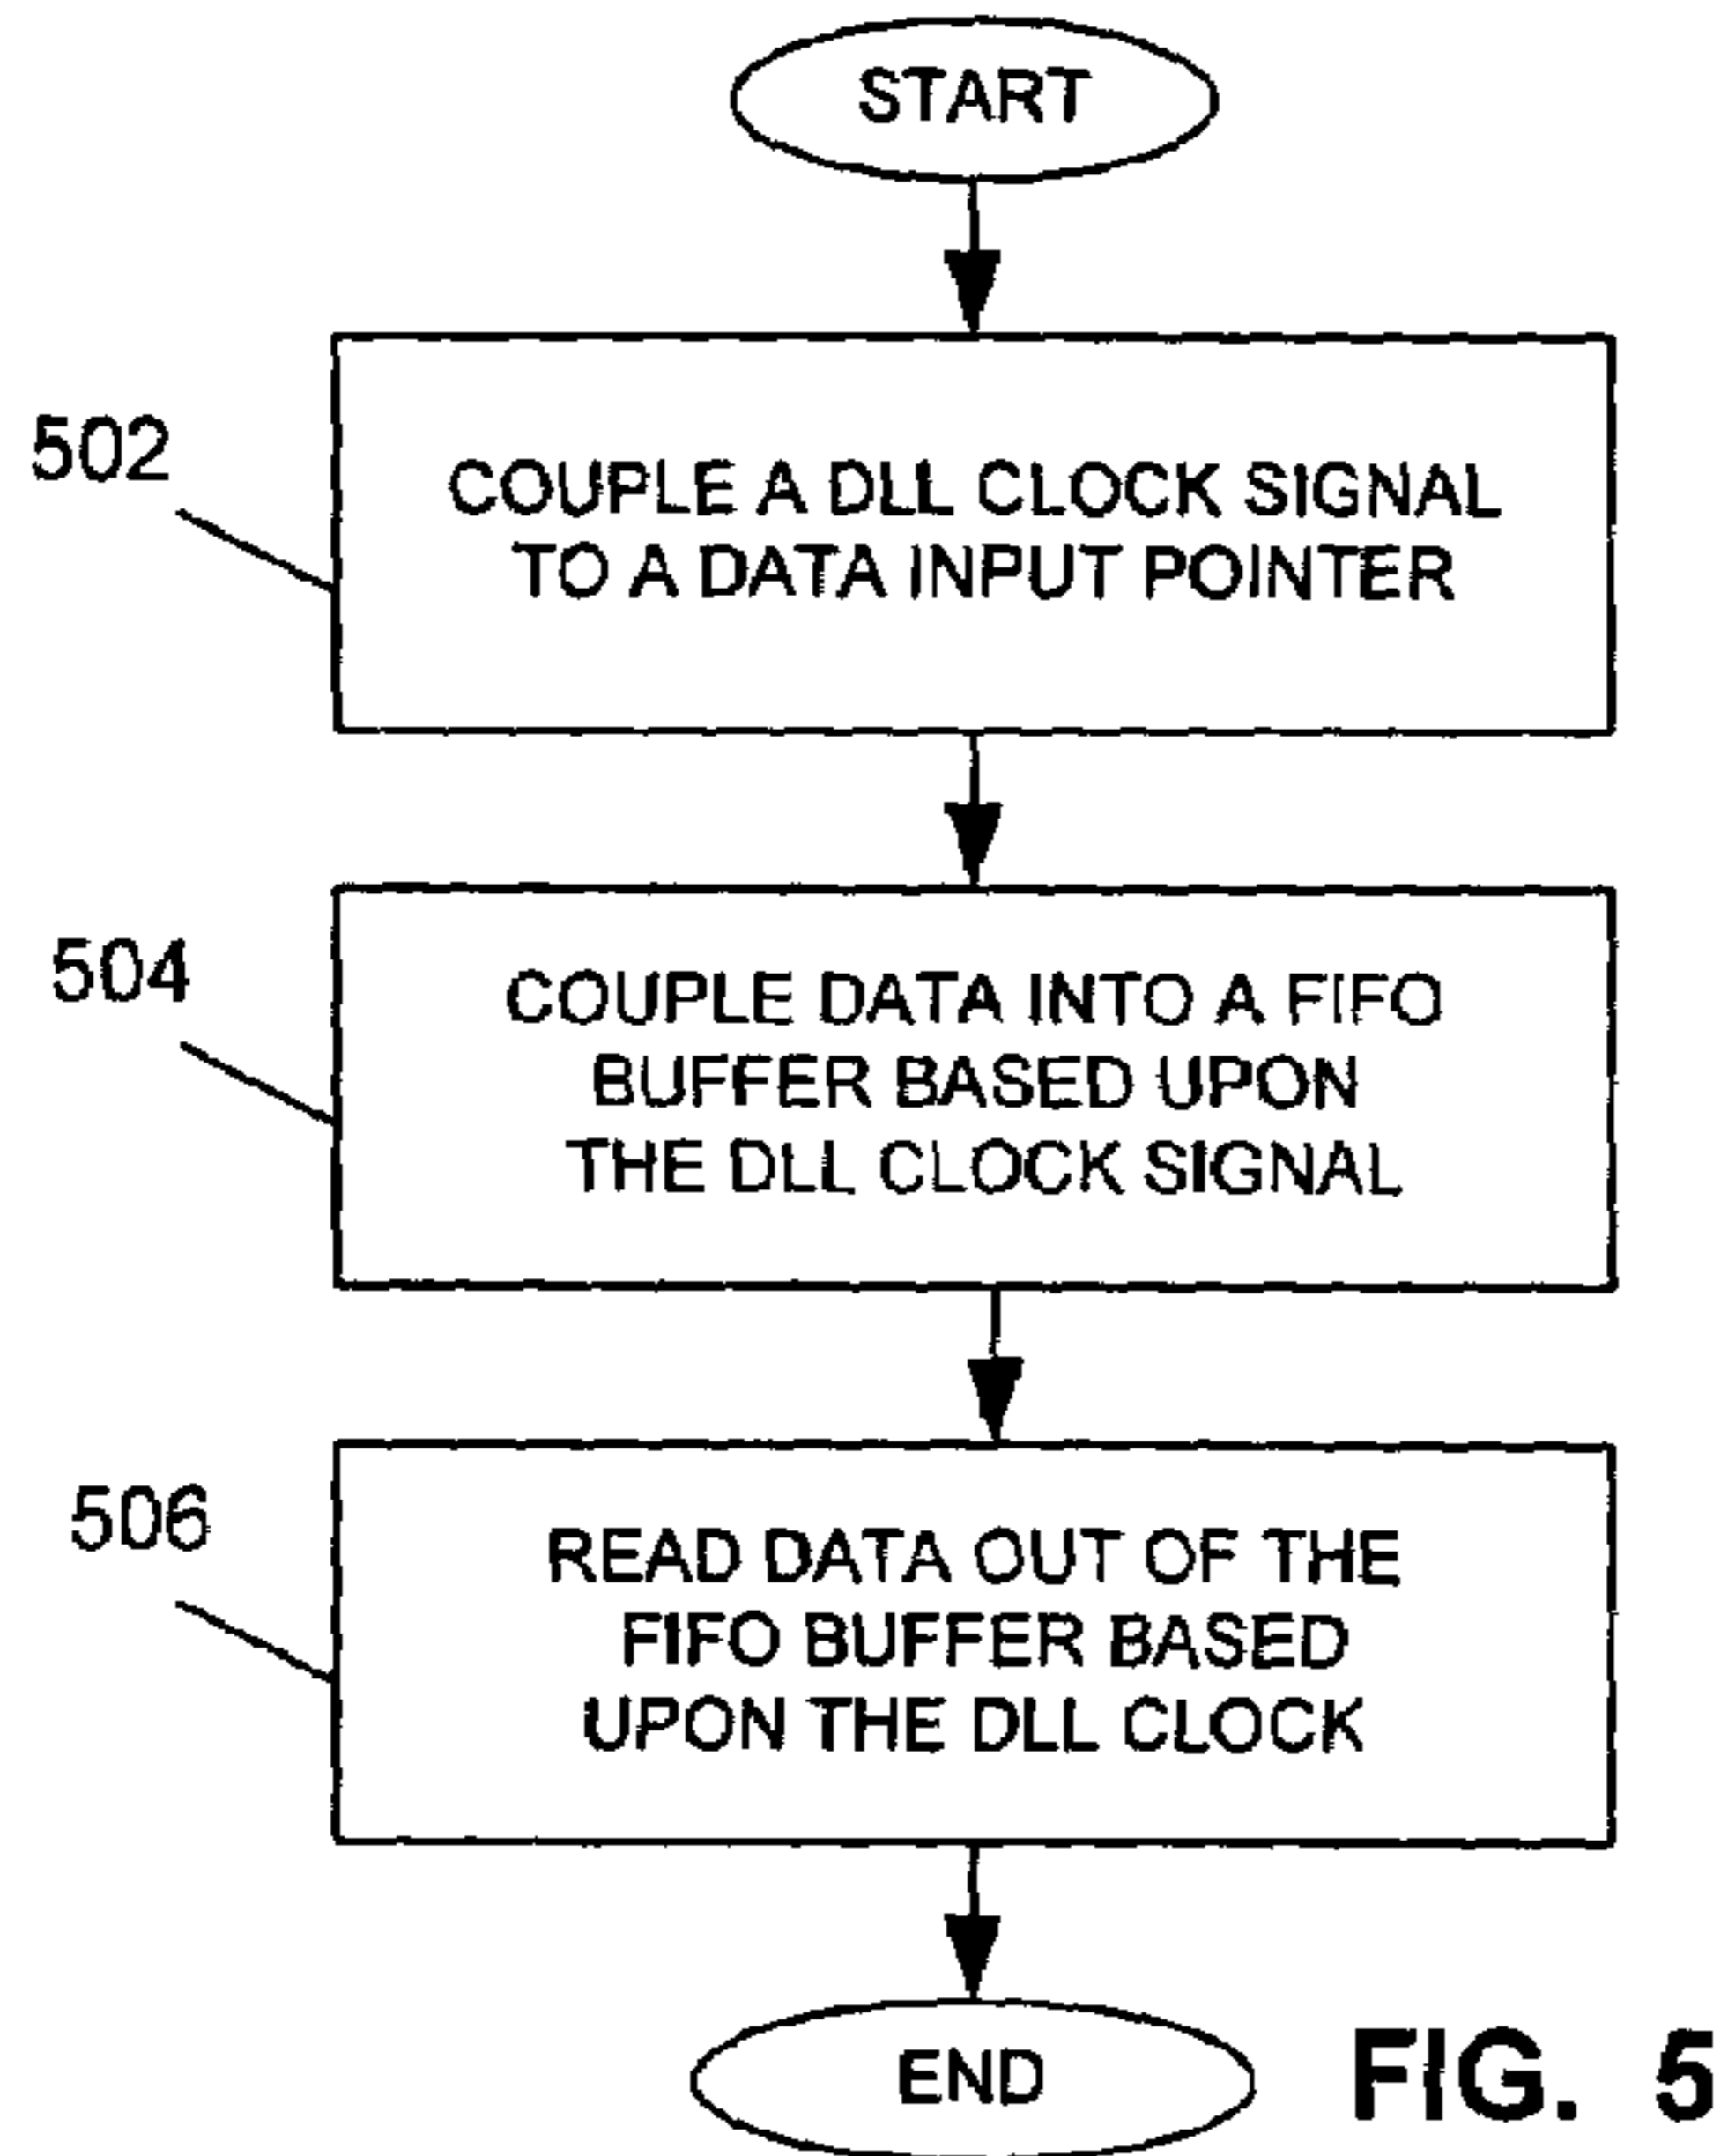 START
502
COUPLE A DLL CLOCK SIGNAL
TO A DATA INPUT POINTER
504
COUPLE DATA INTO A FIFO
BUFFER BASED UPON
THE DLL CLOCK SIGNAL
506
READ DATA OUT OF THE
FIFO BUFFER BASED
UPON THE DLL CLOCK
END
FIG. 5